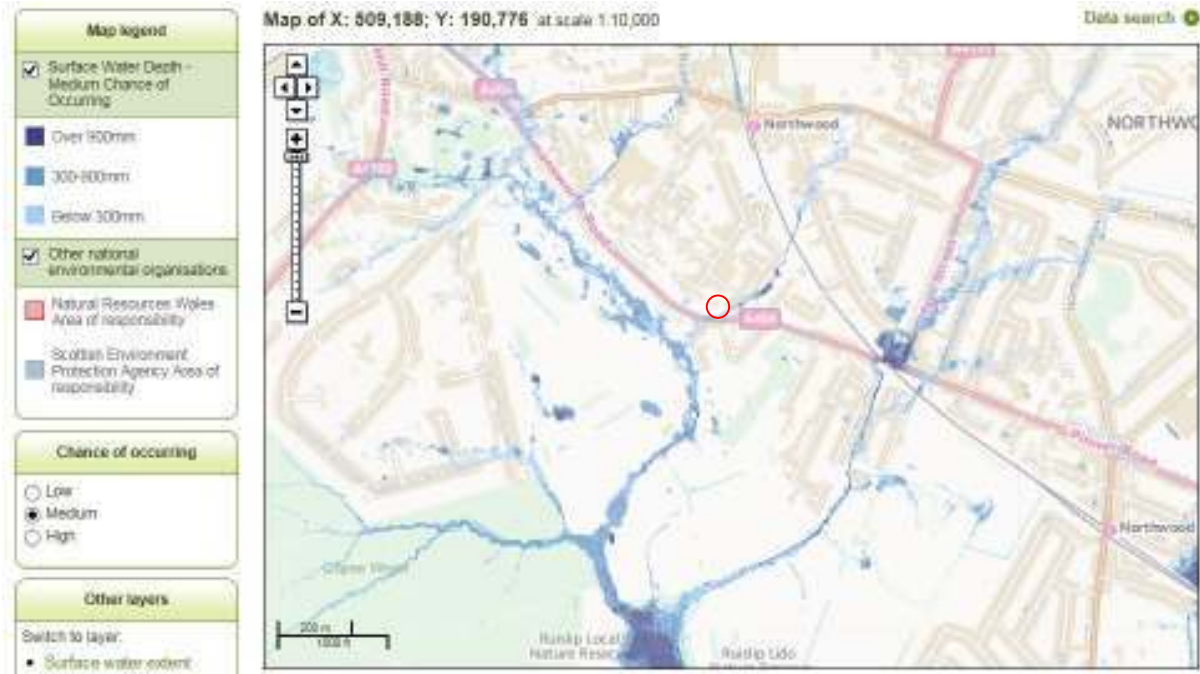 Map legend
Surface Water Depth -
Medium Chance of
Occurring
Over 900mm
300-900mm
Below 300mm
Other national
environmental organisations
Natural Resources Wales
Area of responsibility
Scottish Environment
Protection Agency Area of
responsibility
Chance of occurring
Low
Medium
High
Other layers
Switch to layer:
• Surface water extent
Map of X: 509,188; Y: 190,776 at scale 1:10,000
Data search
Northwood
NORTHWO
Northwood
Ruislip Local
Nature Reserve
Ruislip Lido
200 m
1000 ft